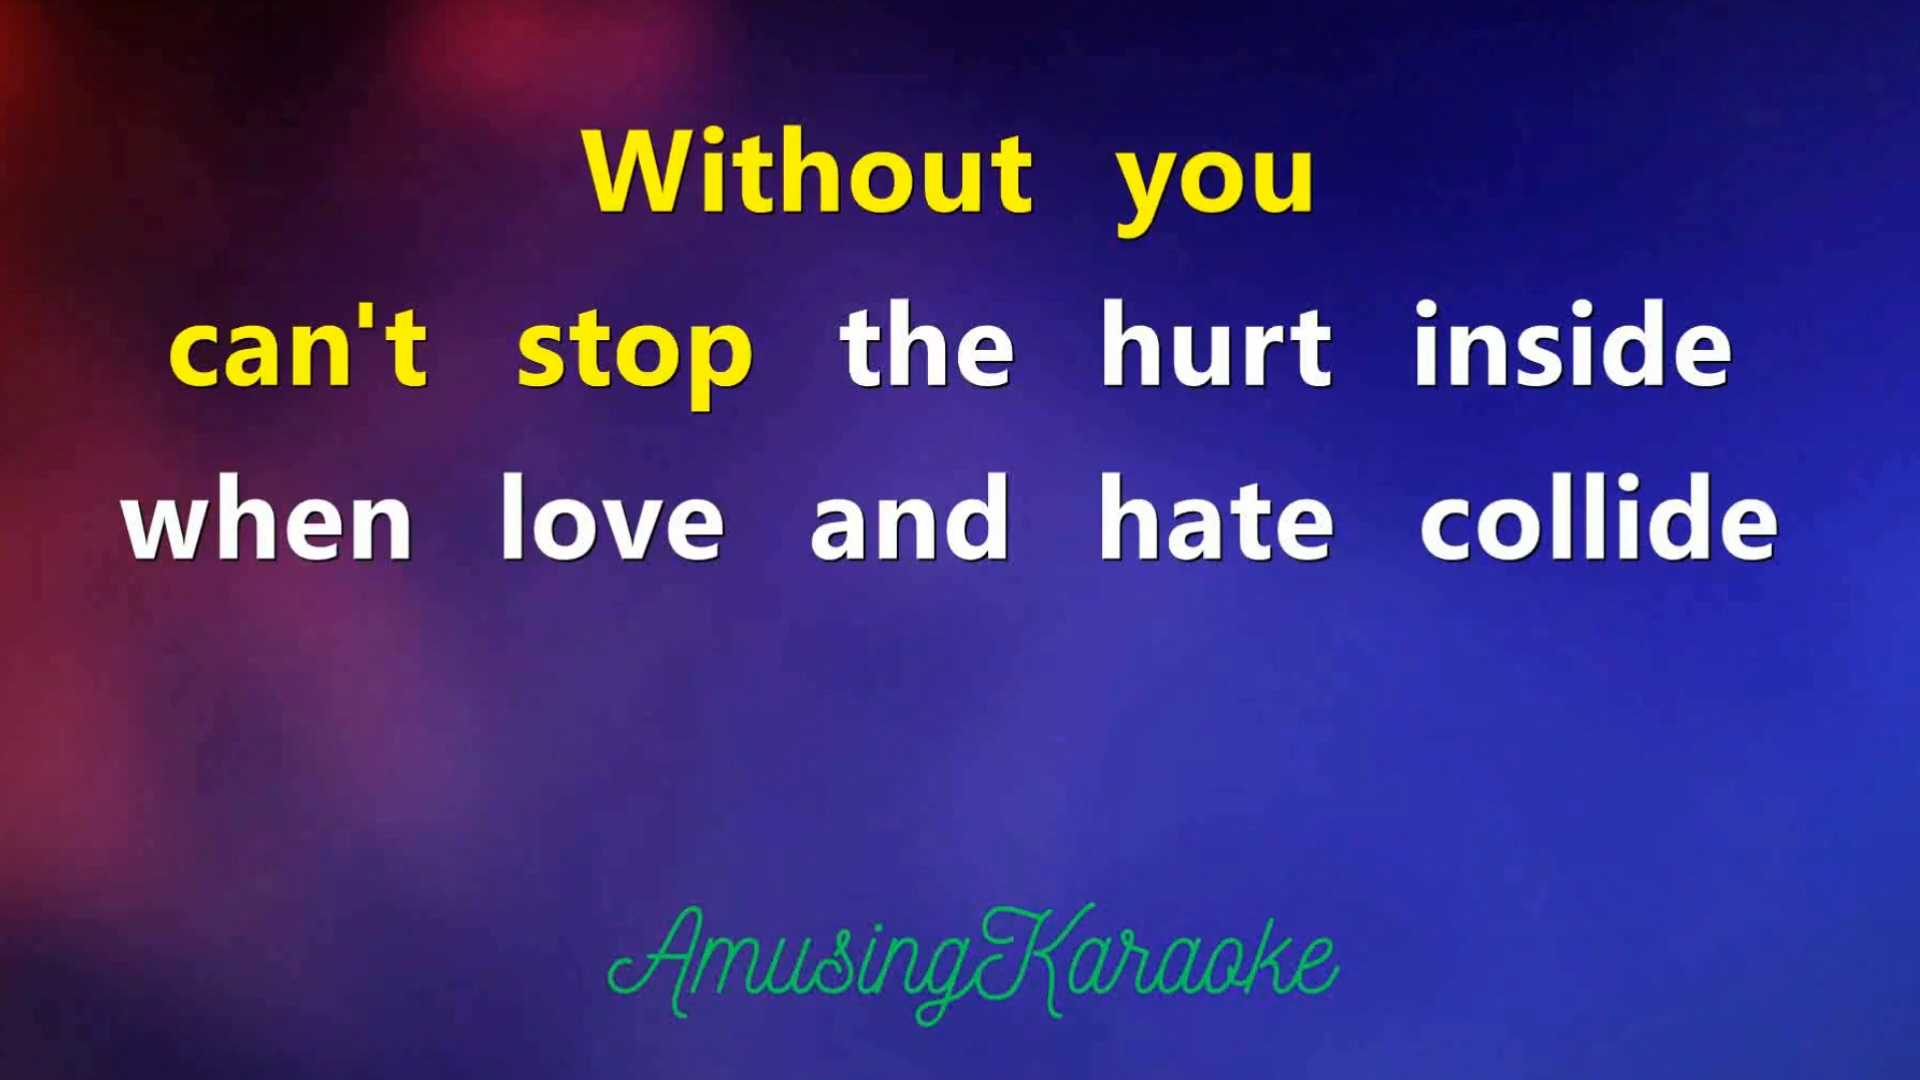 Without you
can't stop the hurt inside
when love and hate collide
AmusingKaraoke